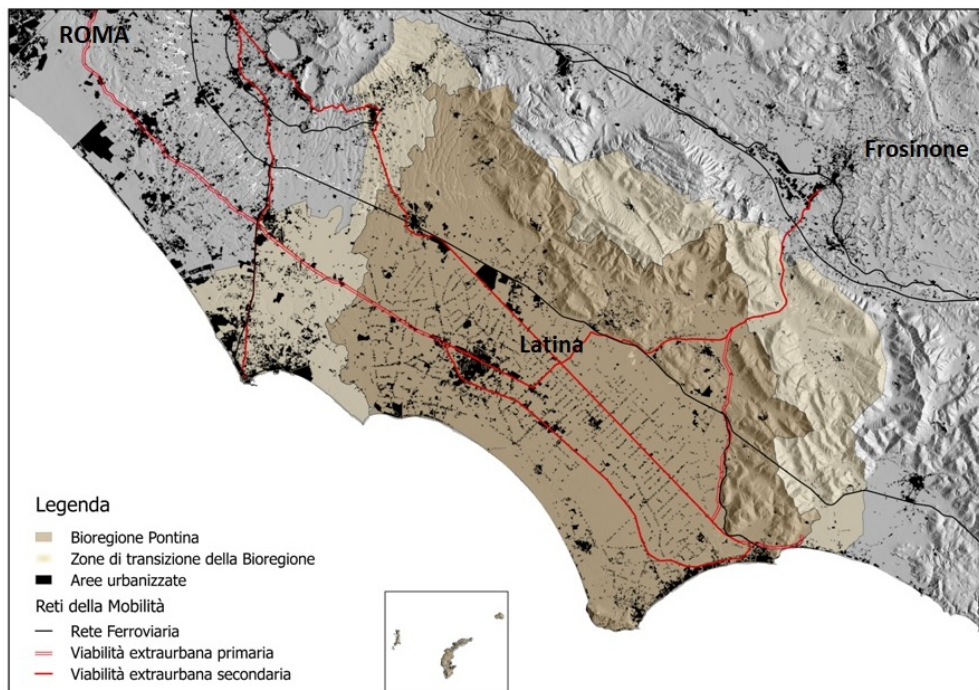 ROMA
Frosinone
Latina
Legenda
Bioregione Pontina
Zone di transizione della Bioregione
Aree urbanizzate
Reti della Mobilità
Rete Ferroviaria
Viabilità extraurbana primaria
Viabilità extraurbana secondaria